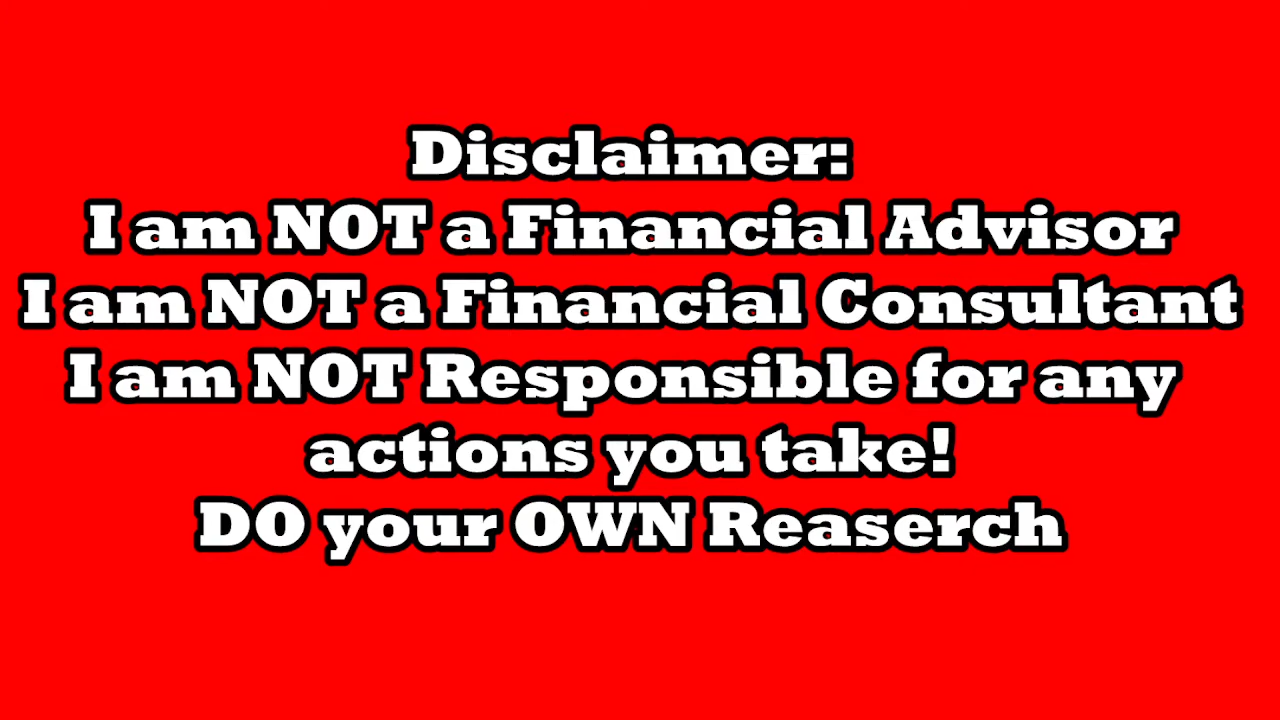 Disclaimer:
I am NOT a Financial Advisor
I am NOT a Financial Consultant
I am NOT Responsible for any
actions you take!
DO your OWN Reaserch